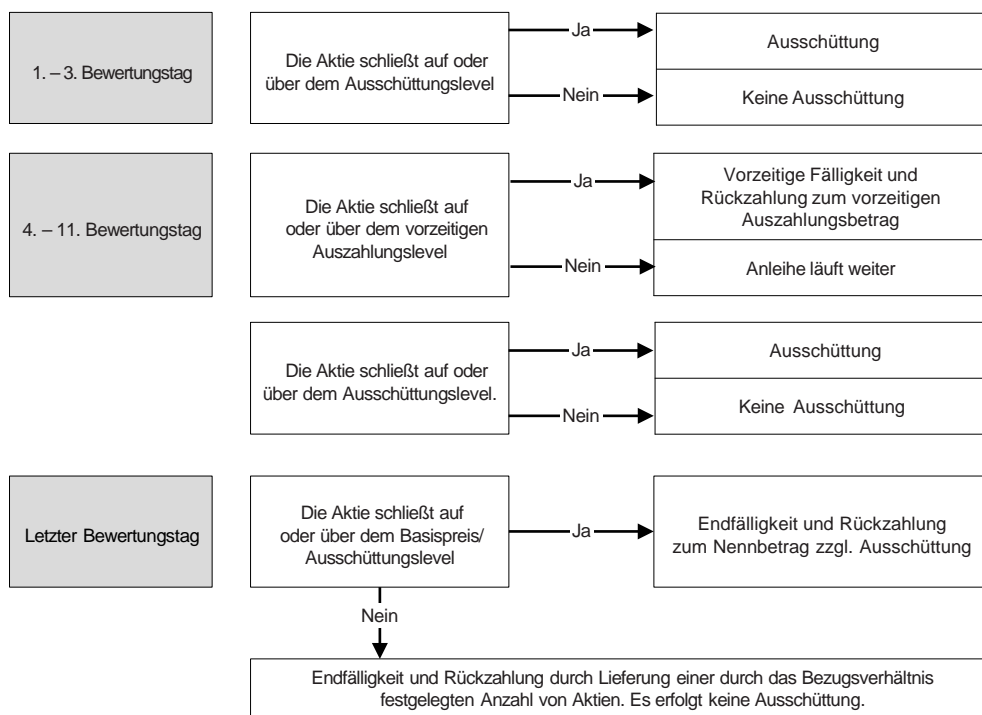 1. – 3. Bewertungstag
Die Aktie schließt auf oder
über dem Ausschüttungslevel
Ja
Ausschüttung
Nein
Keine Ausschüttung
4. – 11. Bewertungstag
Die Aktie schließt auf
oder über dem vorzeitigen
Auszahlungslevel
Ja
Vorzeitige Fälligkeit und
Rückzahlung zum vorzeitigen
Auszahlungsbetrag
Nein
Anleihe läuft weiter
Die Aktie schließt auf oder
über dem Ausschüttungslevel.
Ja
Ausschüttung
Nein
Keine Ausschüttung
Letzter Bewertungstag
Die Aktie schließt auf
oder über dem Basispreis/
Ausschüttungslevel
Ja
Endfälligkeit und Rückzahlung
zum Nennbetrag zzgl. Ausschüttung
Nein
Endfälligkeit und Rückzahlung durch Lieferung einer durch das Bezugsverhältnis
festgelegten Anzahl von Aktien. Es erfolgt keine Ausschüttung.